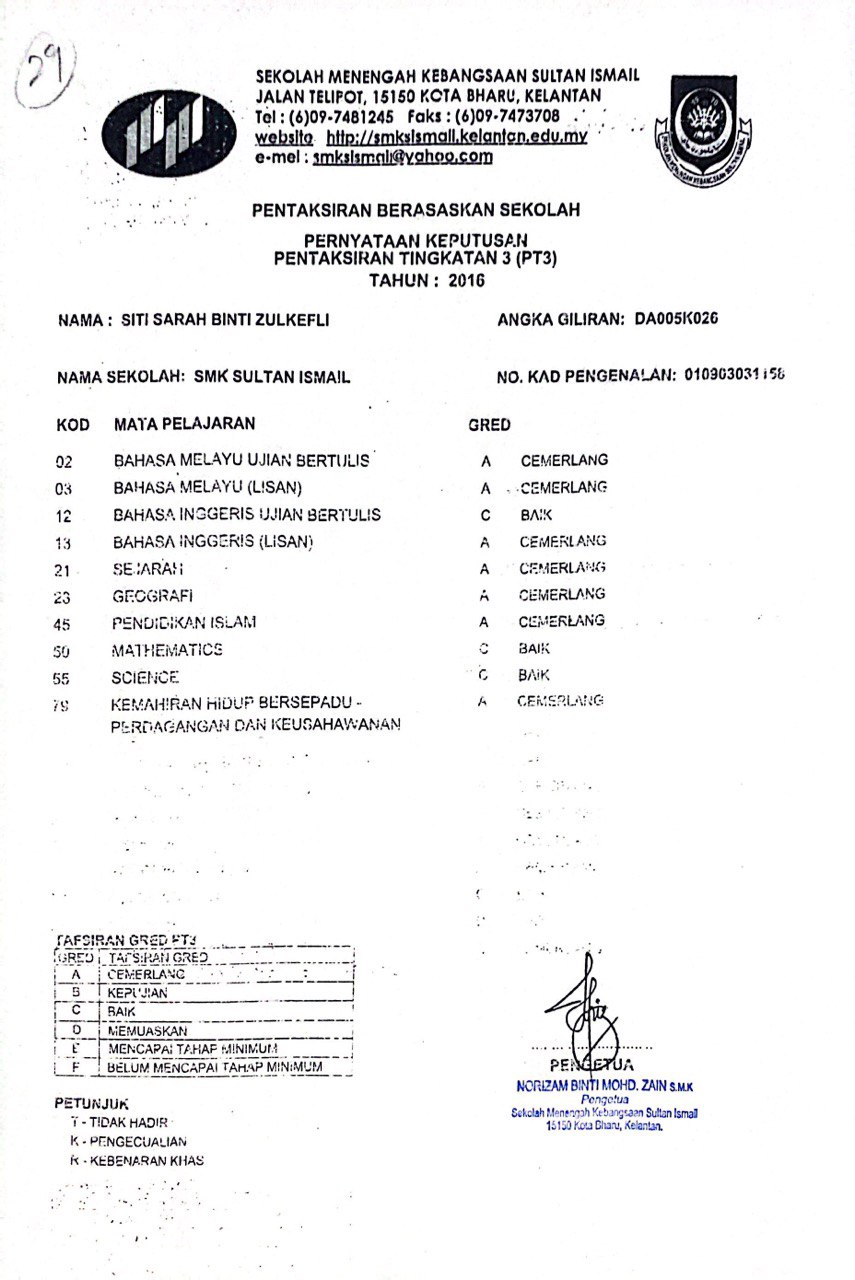 29
SEKOLAH MENENGAH KEBANGSAAN SULTAN ISMAIL
JALAN TELIPOT, 15150 KOTA BHARU, KELANTAN
Tel : (6)09-7481245 Faks : (6)09-7473708
website http://smksismail.kelantan.edu.my
e-mel : smksismail@yahoo.com
PENTAKSIRAN BERASASKAN SEKOLAH
PERNYATAAN KEPUTUSAN
PENTAKSIRAN TINGKATAN 3 (PT3)
TAHUN : 2016
NAMA : SITI SARAH BINTI ZULKEFLI ANGKA GILIRAN: DA005K026
NAMA SEKOLAH: SMK SULTAN ISMAIL NO. KAD PENGENALAN: 010903031158
KOD MATA PELAJARAN GRED
02 BAHASA MELAYU UJIAN BERTULIS A CEMERLANG
03 BAHASA MELAYU (LISAN) A CEMERLANG
12 BAHASA INGGERIS UJIAN BERTULIS C BAIK
13 BAHASA INGGERIS (LISAN) A CEMERLANG
21 SEJARAH A CEMERLANG
23 GEOGRAFI A CEMERLANG
45 PENDIDIKAN ISLAM A CEMERLANG
50 MATHEMATICS C BAIK
55 SCIENCE C BAIK
79 KEMAHIRAN HIDUP BERSEPADU - A CEMERLANG
PERDAGANGAN DAN KEUSAHAWANAN
TAFSIRAN GRED PT3
GRED TAFSIRAN GRED
A CEMERLANG
B KEPUJIAN
C BAIK
D MEMUASKAN
E MENCAPAI TAHAP MINIMUM
F BELUM MENCAPAI TAHAP MINIMUM
PETUNJUK
T - TIDAK HADIR
K - PENGECUALIAN
R - KEBENARAN KHAS
PENGETUA
NORIZAM BINTI MOHD. ZAIN S.M.K
Pengetua
Sekolah Menengah Kebangsaan Sultan Ismail
15150 Kota Bharu, Kelantan.